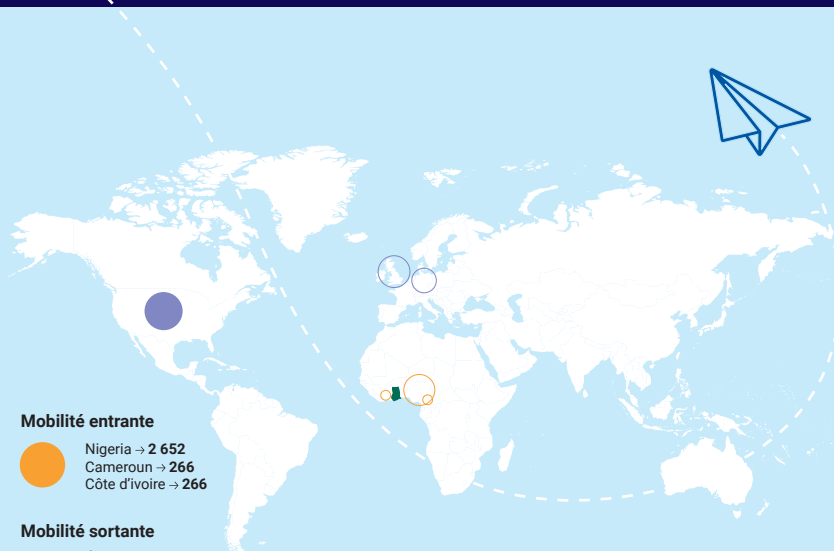 Mobilité entrante
Nigeria → 2 652
Cameroun → 266
Côte d'ivoire → 266
Mobilité sortante